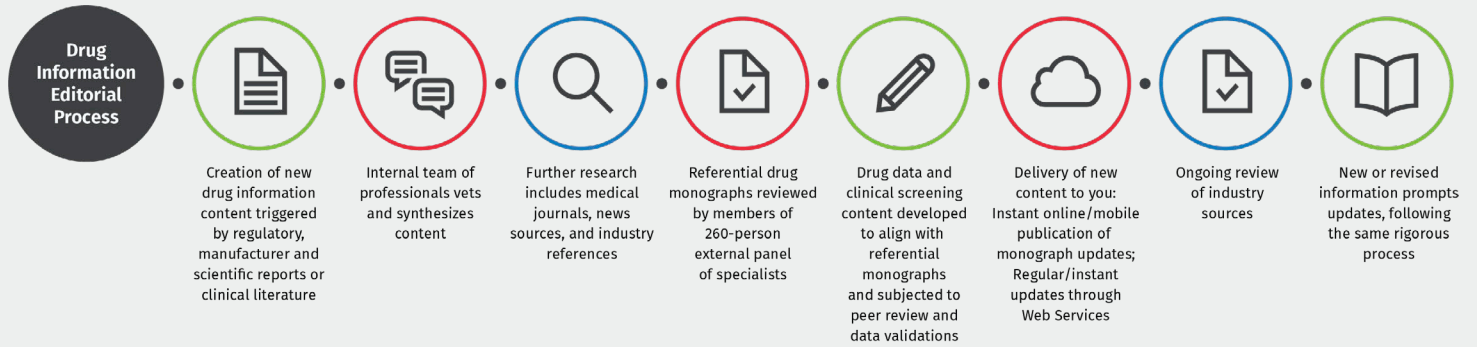 Drug
Information
Editorial
Process
Creation of new
drug information
content triggered
by regulatory,
manufacturer and
scientific reports or
clinical literature
Internal team of
professionals vets
and synthesizes
content
Further research
includes medical
journals, news
sources, and industry
references
Referential drug
monographs reviewed
by members of
260-person
external panel
of specialists
Drug data and
clinical screening
content developed
to align with
referential
monographs
and subjected to
peer review and
data validations
Delivery of new
content to you:
Instant online/mobile
publication of
monograph updates;
Regular/instant
updates through
Web Services
Ongoing review
of industry
sources
New or revised
information prompts
updates, following
the same rigorous
process